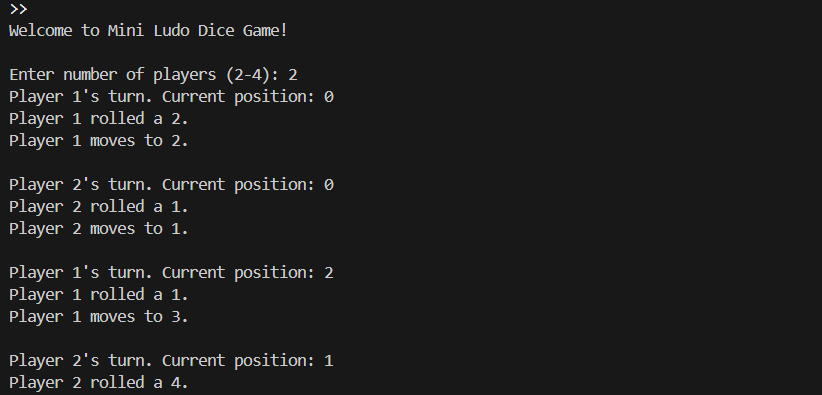 >>
Welcome to Mini Ludo Dice Game!
Enter number of players (2-4): 2
Player 1's turn. Current position: 0
Player 1 rolled a 2.
Player 1 moves to 2.
Player 2's turn. Current position: 0
Player 2 rolled a 1.
Player 2 moves to 1.
Player 1's turn. Current position: 2
Player 1 rolled a 1.
Player 1 moves to 3.
Player 2's turn. Current position: 1
Player 2 rolled a 4.